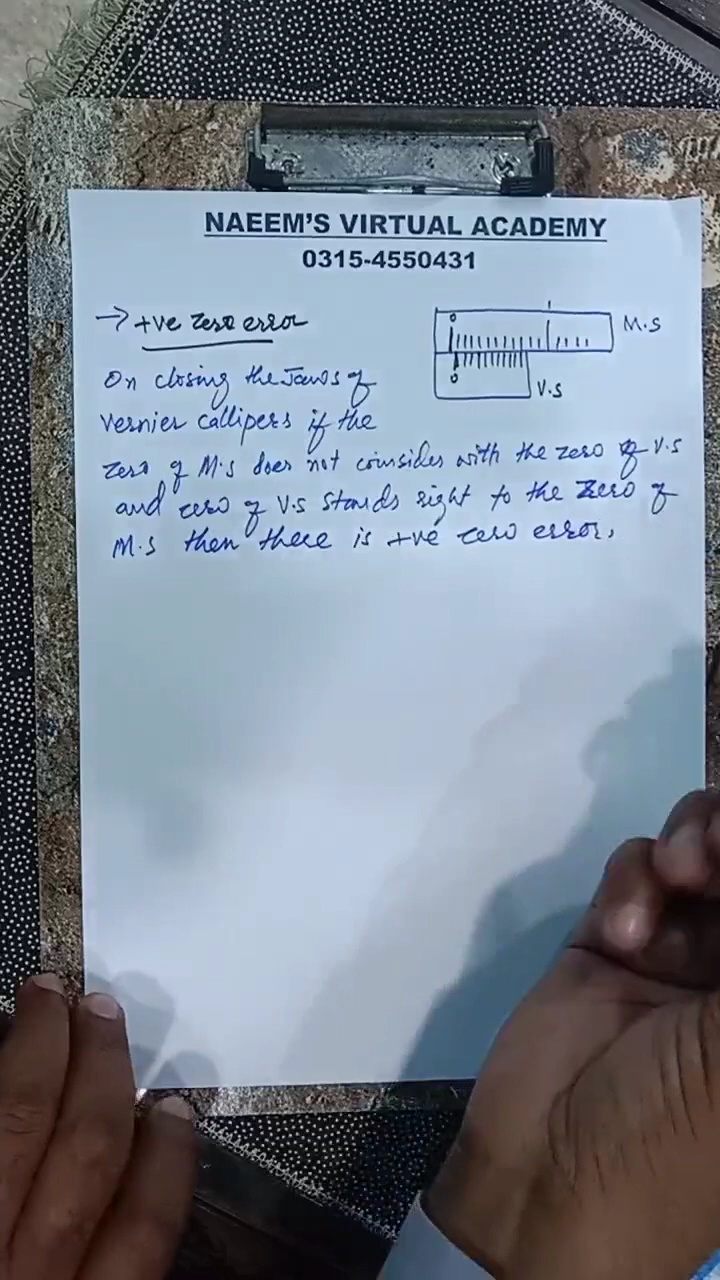 NAEEM'S VIRTUAL ACADEMY
0315-4550431
→ +ve zero error
0 1 M.S
0 V.S
On closing the Jaws of
Vernier callipers if the
zero of M.S does not coinsides with the zero of V.S
and zero of V.S stands right to the zero of
M.S then there is +ve zero error.